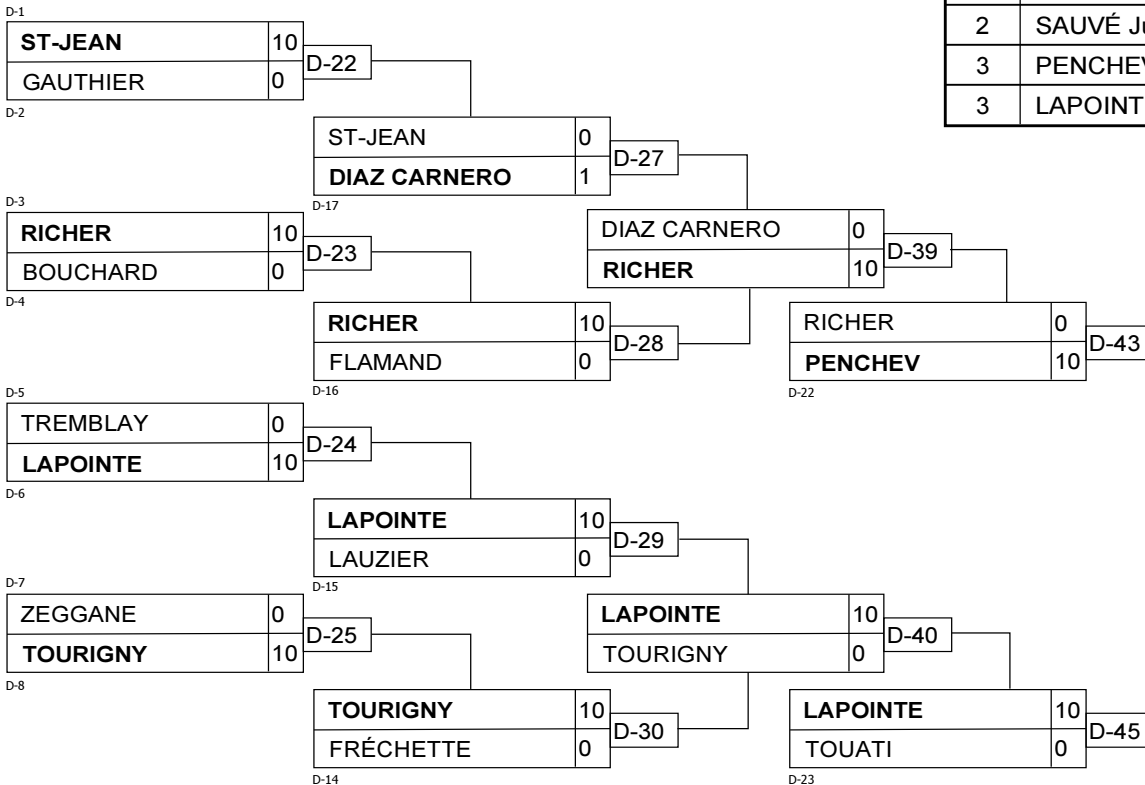 D-1
ST-JEAN 10
D-22
GAUTHIER 0
D-2
2 SAUVÉ
3 PENCHEV
3 LAPOINT
ST-JEAN 0
D-27
DIAZ CARNERO 1
D-17
D-3
RICHER 10
D-23
BOUCHARD 0
D-4
DIAZ CARNERO 0
D-39
RICHER 10
RICHER 10
D-28
FLAMAND 0
D-16
RICHER 0
D-43
PENCHEV 10
D-22
D-5
TREMBLAY 0
D-24
LAPOINTE 10
D-6
LAPOINTE 10
D-29
LAUZIER 0
D-15
D-7
ZEGGANE 0
D-25
TOURIGNY 10
D-8
LAPOINTE 10
D-40
TOURIGNY 0
TOURIGNY 10
D-30
FRÉCHETTE 0
D-14
LAPOINTE 10
D-45
TOUATI 0
D-23